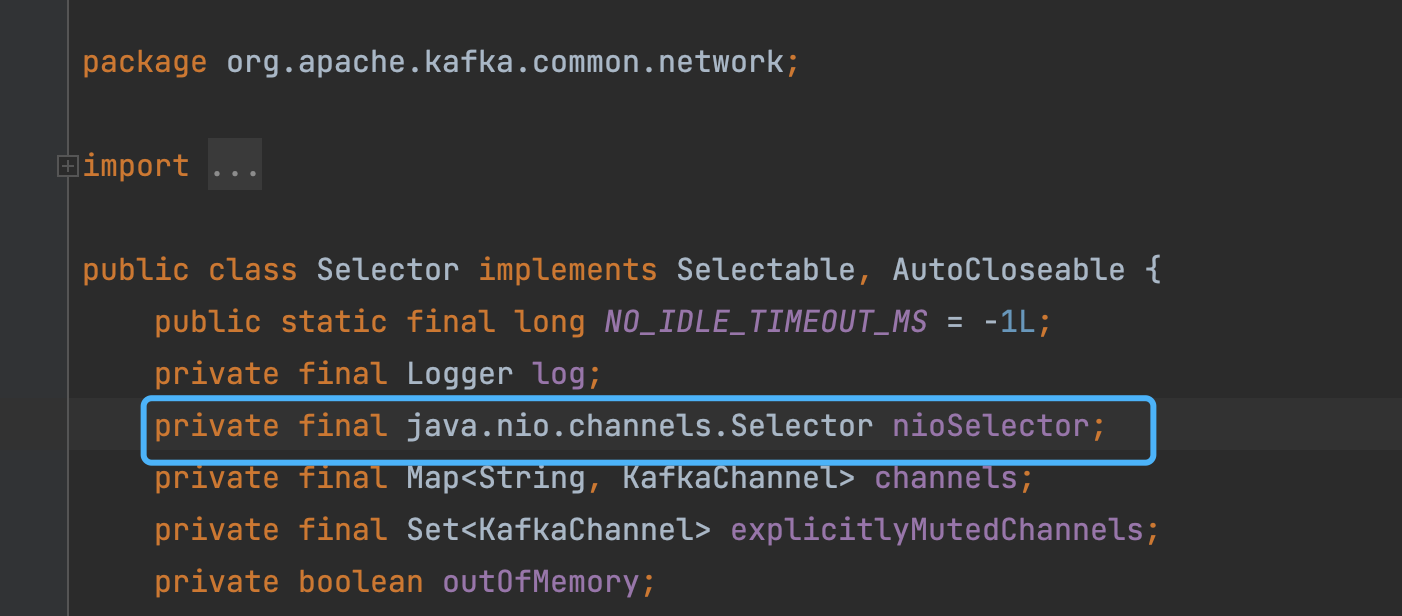 package org.apache.kafka.common.network;
import ...
public class Selector implements Selectable, AutoCloseable {
public static final long NO_IDLE_TIMEOUT_MS = -1L;
private final Logger log;
private final java.nio.channels.Selector nioSelector;
private final Map<String, KafkaChannel> channels;
private final Set<KafkaChannel> explicitlyMutedChannels;
private boolean outOfMemory;